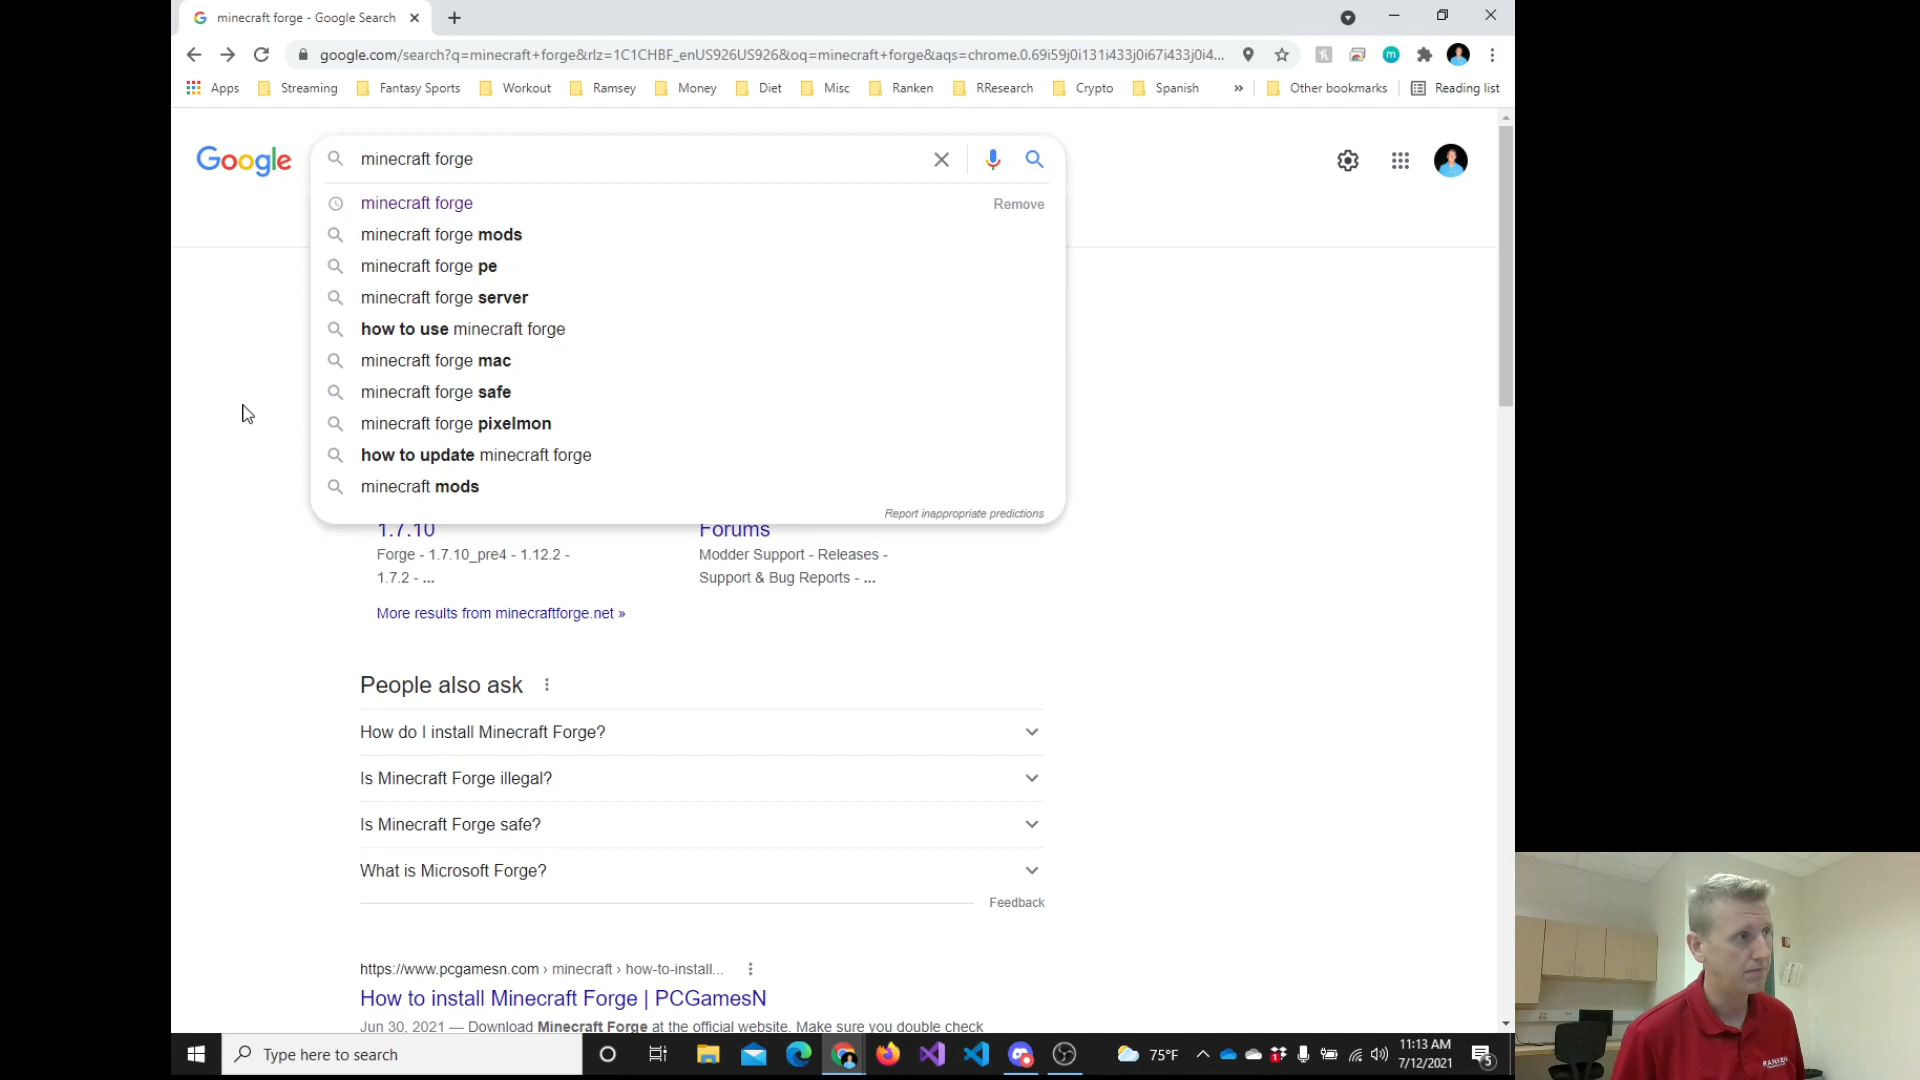 minecraft forge - Google Search
google.com/search?q=minecraft+forge&rlz=1C1CHBF_enUS926US926&oq=minecraft+forge&aqs=chrome.0.69i59j0i131i433j0i67i433j0i4...
Apps Streaming Fantasy Sports Workout Ramsey Money Diet Misc Ranken RResearch Crypto Spanish » Other bookmarks Reading list
Google
minecraft forge
minecraft forge Remove
minecraft forge mods
minecraft forge pe
minecraft forge server
how to use minecraft forge
minecraft forge mac
minecraft forge safe
minecraft forge pixelmon
how to update minecraft forge
minecraft mods
Report inappropriate predictions
1.7.10
Forge - 1.7.10_pre4 - 1.12.2 -
1.7.2 - ...
Forums
Modder Support - Releases -
Support & Bug Reports - ...
More results from minecraftforge.net »
People also ask
How do I install Minecraft Forge?
Is Minecraft Forge illegal?
Is Minecraft Forge safe?
What is Microsoft Forge?
Feedback
https://www.pcgamesn.com › minecraft › how-to-install...
How to install Minecraft Forge | PCGamesN
Jun 30, 2021 — Download Minecraft Forge at the official website. Make sure you double check
Type here to search
75°F
11:13 AM
7/12/2021
5
RANKEN